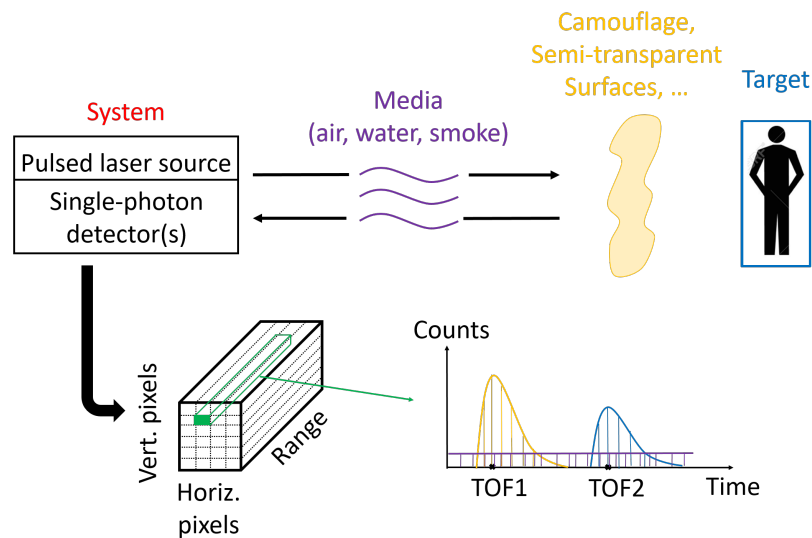 Camouflage,
Semi-transparent
Surfaces, ...
Target
Media
(air, water, smoke)
System
Pulsed laser source
Single-photon
detector(s)
Counts
Vert. pixels
Range
Horiz.
pixels
TOF1
TOF2
Time